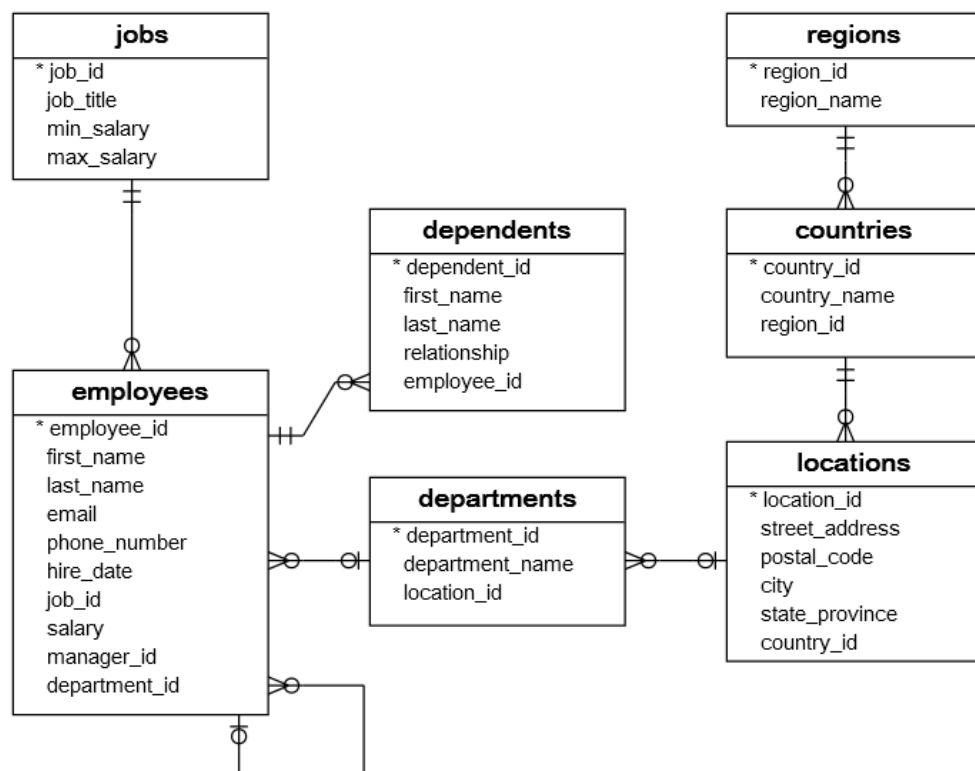 jobs
* job_id
job_title
min_salary
max_salary
regions
* region_id
region_name
dependents
* dependent_id
first_name
last_name
relationship
employee_id
countries
* country_id
country_name
region_id
employees
* employee_id
first_name
last_name
email
phone_number
hire_date
job_id
salary
manager_id
department_id
departments
* department_id
department_name
location_id
locations
* location_id
street_address
postal_code
city
state_province
country_id